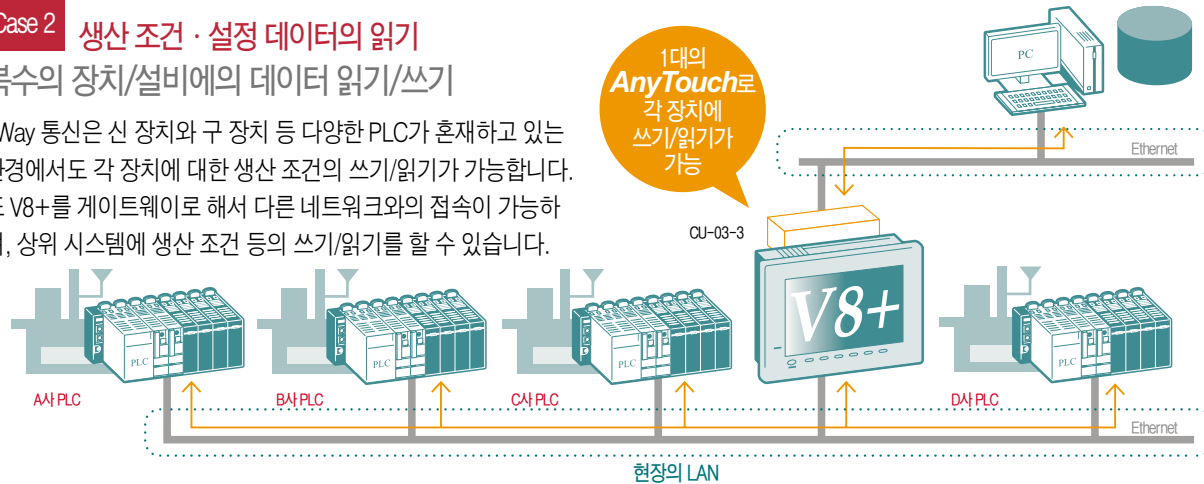 Case 2
생산 조건 · 설정 데이터의 읽기
복수의 장치/설비에의 데이터 읽기/쓰기
Way 통신은 신 장치와 구 장치 등 다양한 PLC가 혼재하고 있는
환경에서도 각 장치에 대한 생산 조건의 쓰기/읽기가 가능합니다.
V8+를 게이트웨이로 해서 다른 네트워크와의 접속이 가능하
, 상위 시스템에 생산 조건 등의 쓰기/읽기를 할 수 있습니다.
1대의
AnyTouch로
각 장치에
쓰기/읽기가
가능
PC
Ethernet
CU-03-3
V8+
PLC
PLC
PLC
PLC
A사 PLC
B사 PLC
C사 PLC
D사 PLC
Ethernet
현장의 LAN